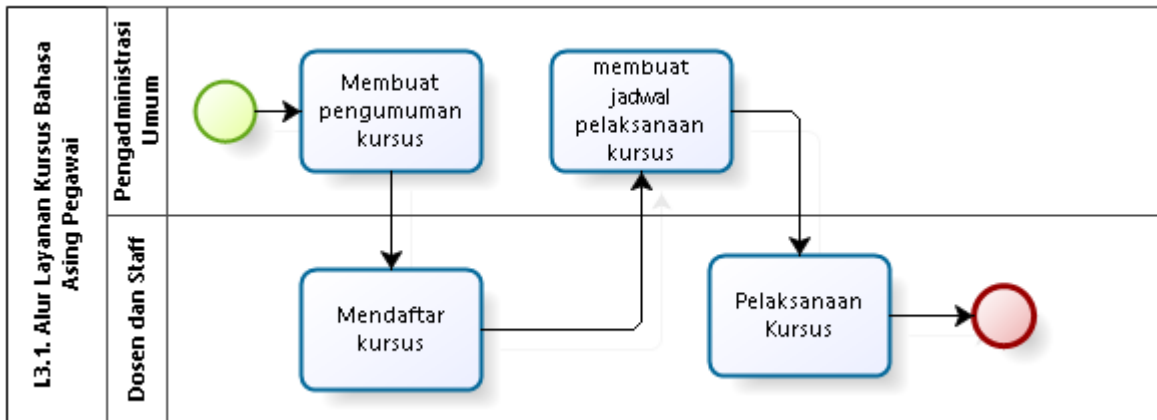 L3.1. Alur Layanan Kursus Bahasa
Asing Pegawai
Pengadministrasi
Umum
Membuat
pengumuman
kursus
membuat
jadwal
pelaksanaan
kursus
Dosen dan Staff
Mendaftar
kursus
Pelaksanaan
Kursus